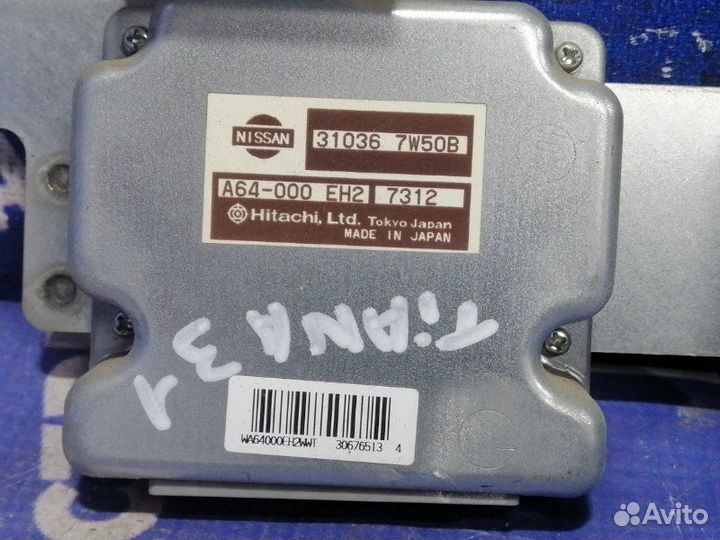 NISSAN
31036 7W50B
A64-000 EH2 7312
Hitachi, Ltd. Tokyo Japan
MADE IN JAPAN
TiANA 31
WA64000EH2WWT 30676513 4
Avito